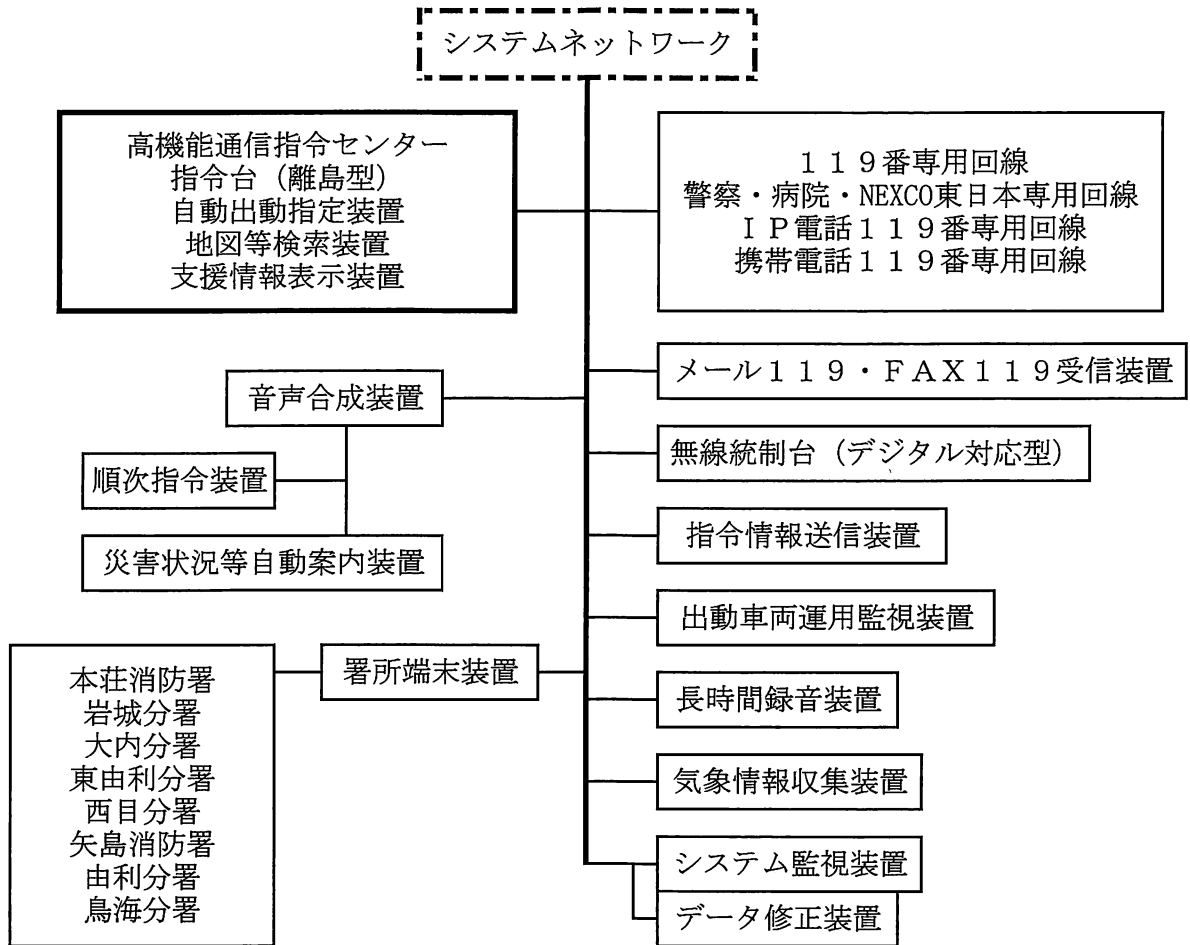 システムネットワーク
高機能通信指令センター
指令台（離島型）
自動出動指定装置
地図等検索装置
支援情報表示装置
１１９番専用回線
警察・病院・NEXCO東日本専用回線
ＩＰ電話１１９番専用回線
携帯電話１１９番専用回線
メール１１９・ＦＡＸ１１９受信装置
音声合成装置
無線統制台（デジタル対応型）
順次指令装置
指令情報送信装置
災害状況等自動案内装置
出動車両運用監視装置
署所端末装置
本荘消防署
岩城分署
大内分署
東由利分署
西目分署
矢島消防署
由利分署
鳥海分署
長時間録音装置
気象情報収集装置
システム監視装置
データ修正装置